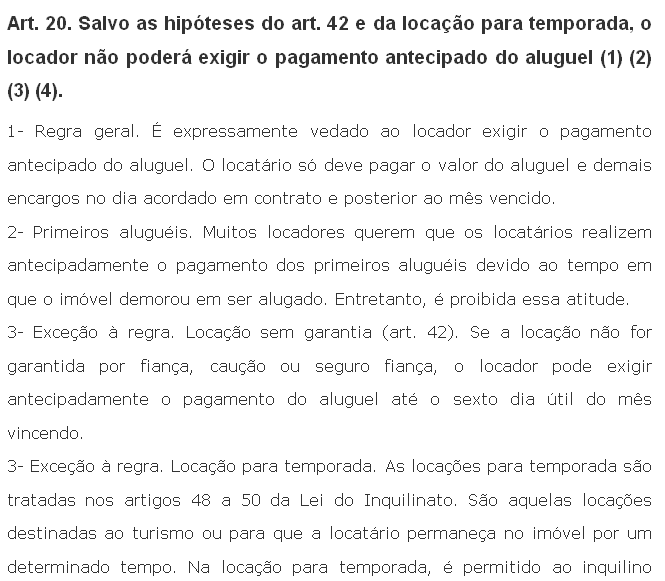 Art. 20. Salvo as hipóteses do art. 42 e da locação para temporada, o
locador não poderá exigir o pagamento antecipado do aluguel (1) (2)
(3) (4).
1- Regra geral. É expressamente vedado ao locador exigir o pagamento
antecipado do aluguel. O locatário só deve pagar o valor do aluguel e demais
encargos no dia acordado em contrato e posterior ao mês vencido.
2- Primeiros aluguéis. Muitos locadores querem que os locatários realizem
antecipadamente o pagamento dos primeiros aluguéis devido ao tempo em
que o imóvel demorou em ser alugado. Entretanto, é proibida essa atitude.
3- Exceção à regra. Locação sem garantia (art. 42). Se a locação não for
garantida por fiança, caução ou seguro fiança, o locador pode exigir
antecipadamente o pagamento do aluguel até o sexto dia útil do mês
vincendo.
3- Exceção à regra. Locação para temporada. As locações para temporada são
tratadas nos artigos 48 a 50 da Lei do Inquilinato. São aquelas locações
destinadas ao turismo ou para que a locatário permaneça no imóvel por um
determinado tempo. Na locação para temporada, é permitido ao inquilino